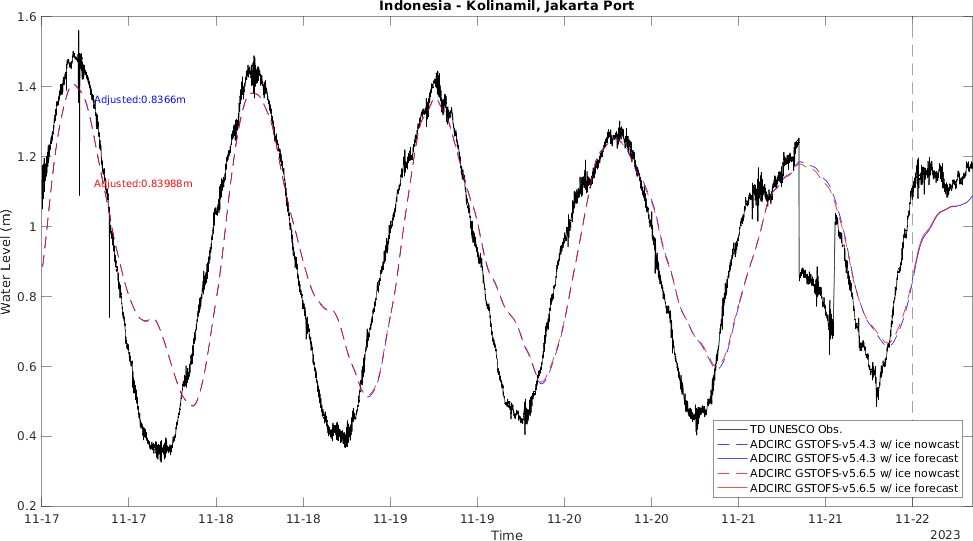 Indonesia - Kolinamil, Jakarta Port
1.6
1.4
1.2
1
0.8
0.6
0.4
0.2
Water Level (m)
Adjusted:0.8366m
Adjusted:0.83988m
TD UNESCO Obs.
ADCIRC GSTOFS-v5.4.3 w/ ice nowcast
ADCIRC GSTOFS-v5.4.3 w/ ice forecast
ADCIRC GSTOFS-v5.6.5 w/ ice nowcast
ADCIRC GSTOFS-v5.6.5 w/ ice forecast
11-17 11-17 11-18 11-18 11-19 11-19 11-20 11-20 11-21 11-21 11-22
Time
2023